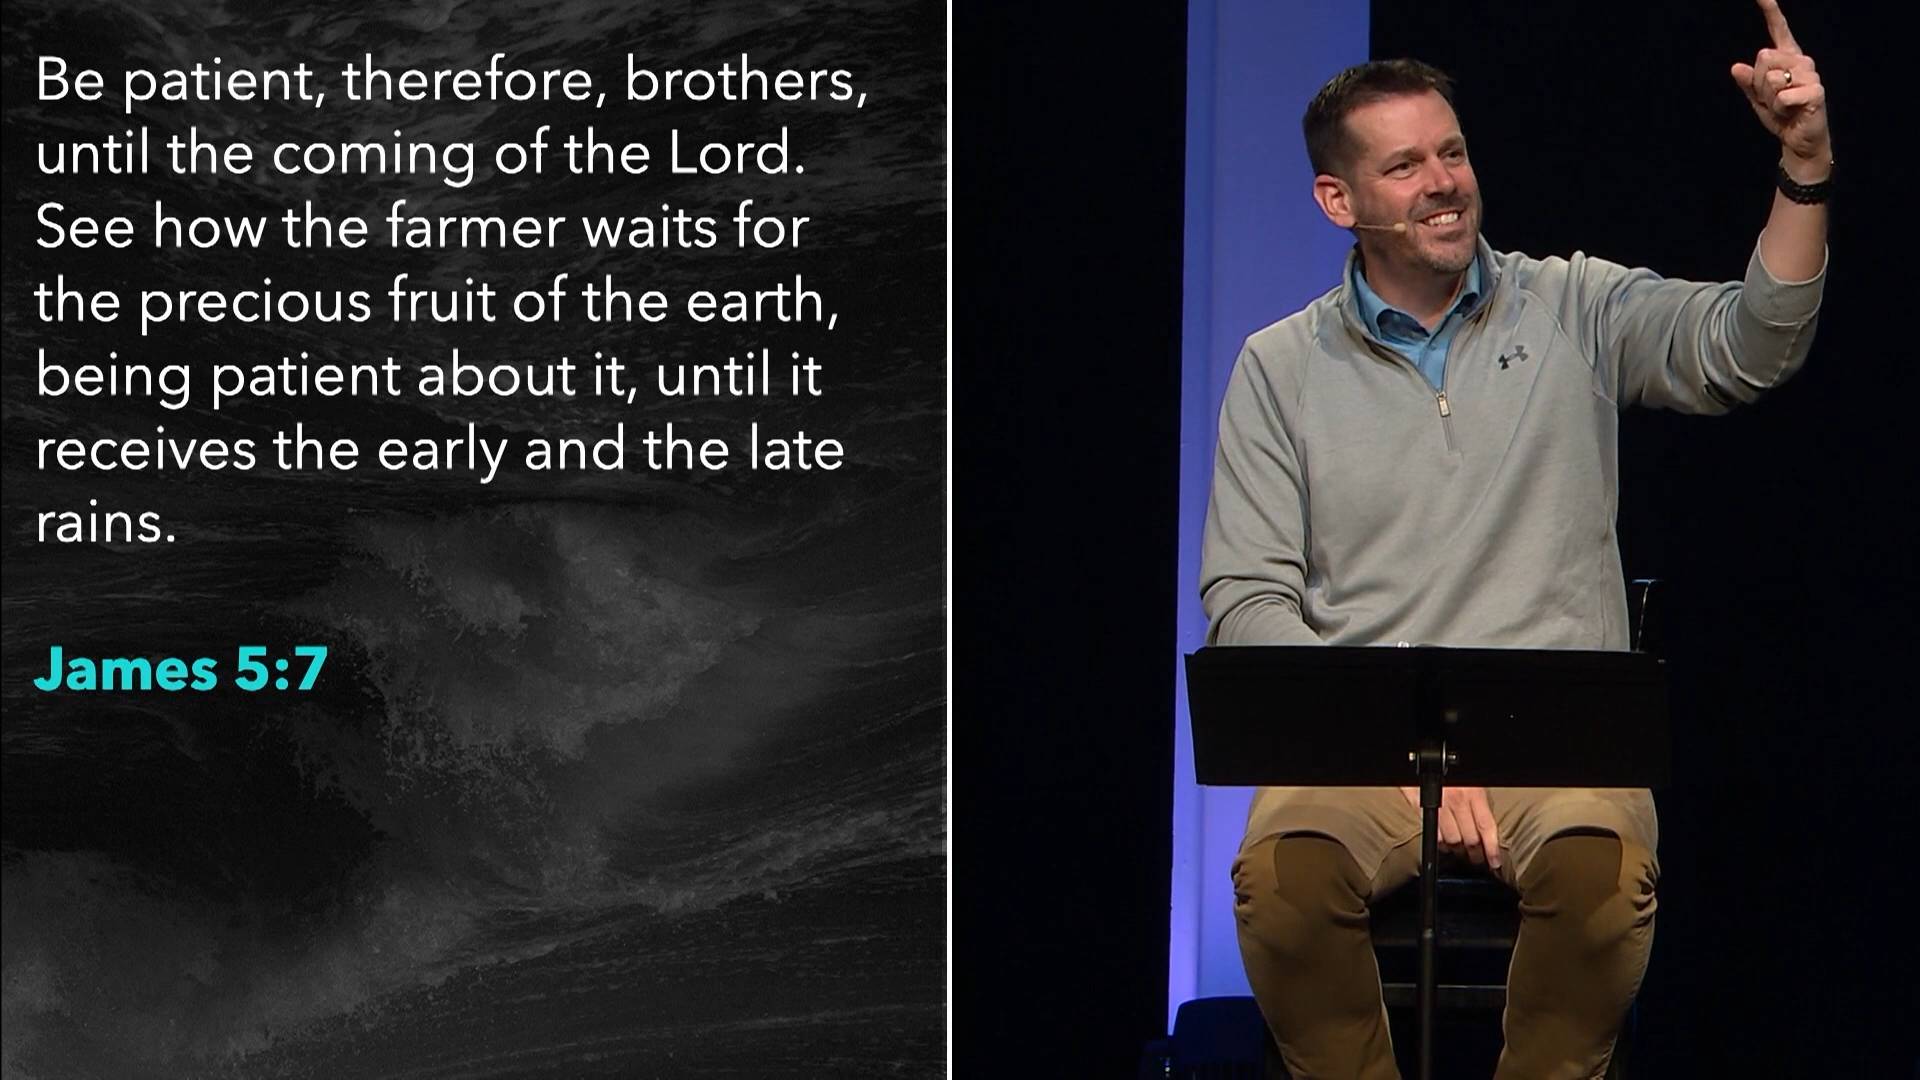 Be patient, therefore, brothers,
until the coming of the Lord.
See how the farmer waits for
the precious fruit of the earth,
being patient about it, until it
receives the early and the late
rains.
James 5:7